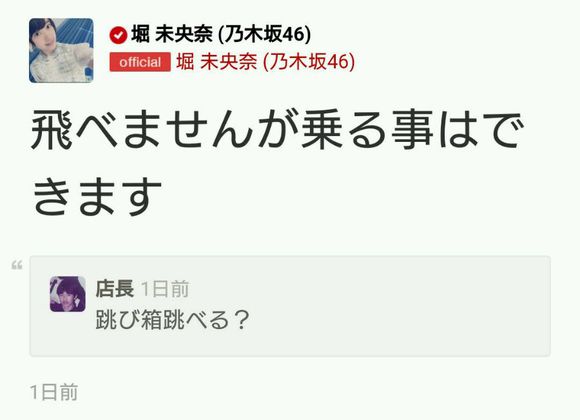 堀 未央奈 (乃木坂46)
official 堀 未央奈 (乃木坂46)
飛べませんが乗る事はで
きます
“
店長 1日前
跳び箱跳べる？
1日前